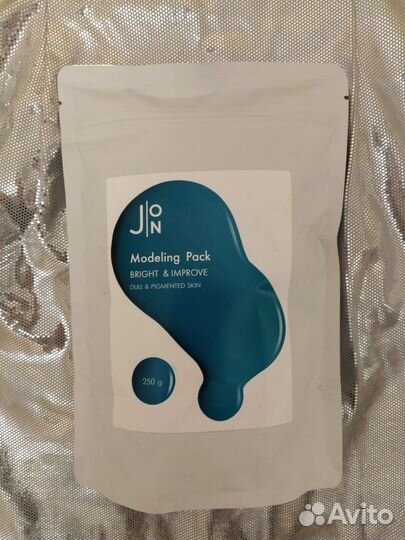 J|ON
Modeling Pack
BRIGHT & IMPROVE
DULL & PIGMENTED SKIN
250 g
Avito